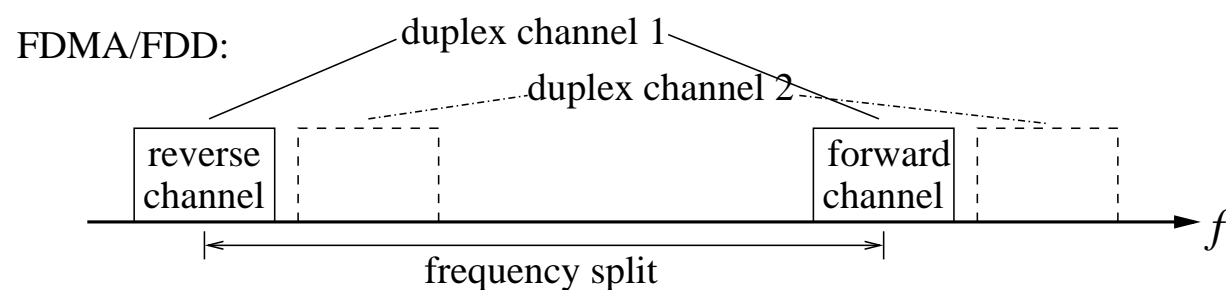 FDMA/FDD:
duplex channel 1
duplex channel 2
reverse
channel
forward
channel
f
frequency split